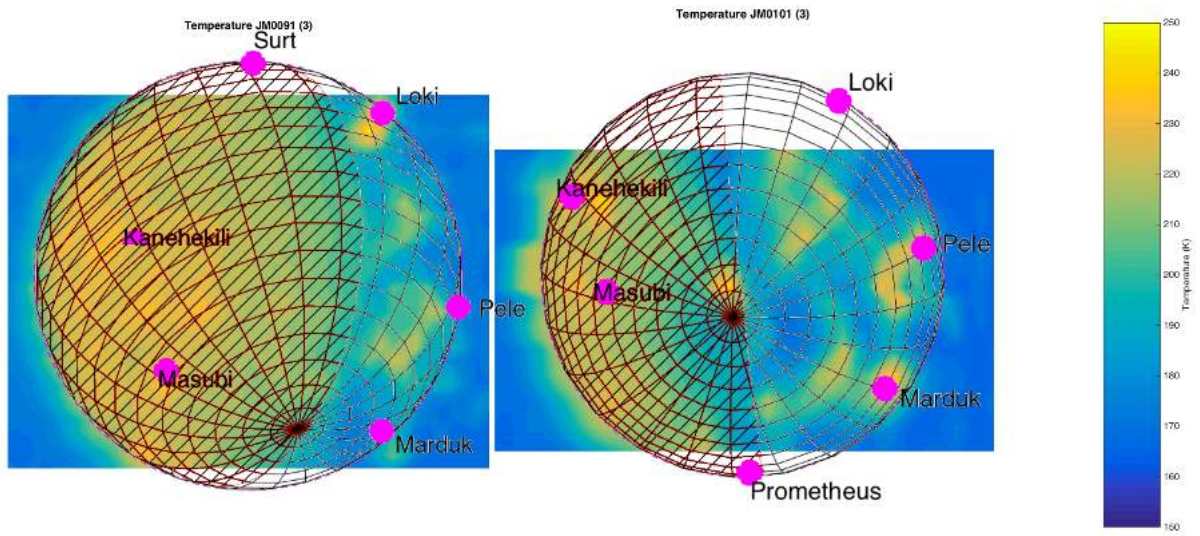 Temperature JM0091 (3)
Surt
Loki
Kanehekili
Pele
Masubi
Marduk
Temperature JM0101 (3)
Loki
Kanehekili
Pele
Masubi
Marduk
Prometheus
250
240
230
220
210
200
190
180
170
160
150
Temperature (K)